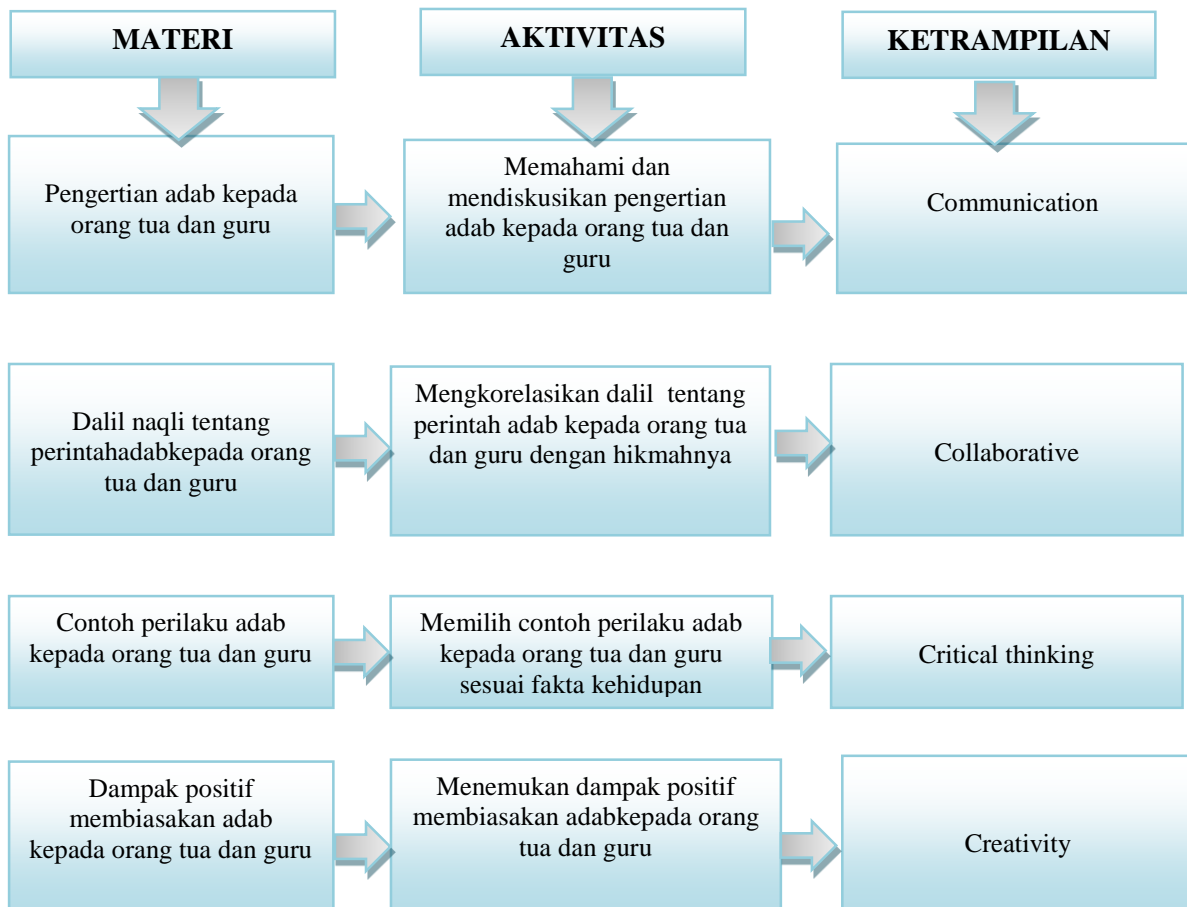 MATERI
AKTIVITAS
KETRAMPILAN
Pengertian adab kepada
orang tua dan guru
Memahami dan
mendiskusikan pengertian
adab kepada orang tua dan
guru
Communication
Dalil naqli tentang
perintahadabkepada orang
tua dan guru
Mengkorelasikan dalil tentang
perintah adab kepada orang tua
dan guru dengan hikmahnya
Collaborative
Contoh perilaku adab
kepada orang tua dan guru
Memilih contoh perilaku adab
kepada orang tua dan guru
sesuai fakta kehidupan
Critical thinking
Dampak positif
membiasakan adab
kepada orang tua dan guru
Menemukan dampak positif
membiasakan adabkepada orang
tua dan guru
Creativity